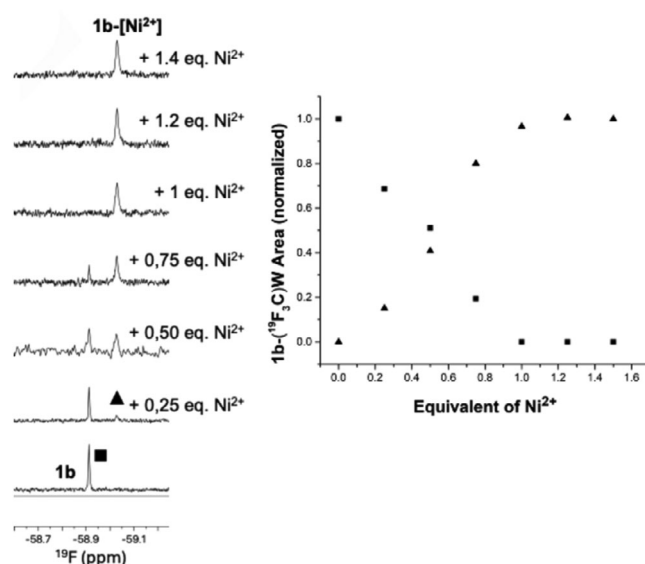 1b-[Ni²⁺]
+ 1.4 eq. Ni²⁺
+ 1.2 eq. Ni²⁺
+ 1 eq. Ni²⁺
+ 0,75 eq. Ni²⁺
+ 0,50 eq. Ni²⁺
+ 0,25 eq. Ni²⁺
1b
-58.7 -58.9 -59.1
¹⁹F (ppm)
1b-(¹⁹F₃C)W Area (normalized)
1.0
0.8
0.6
0.4
0.2
0.0
0.0 0.2 0.4 0.6 0.8 1.0 1.2 1.4 1.6
Equivalent of Ni²⁺